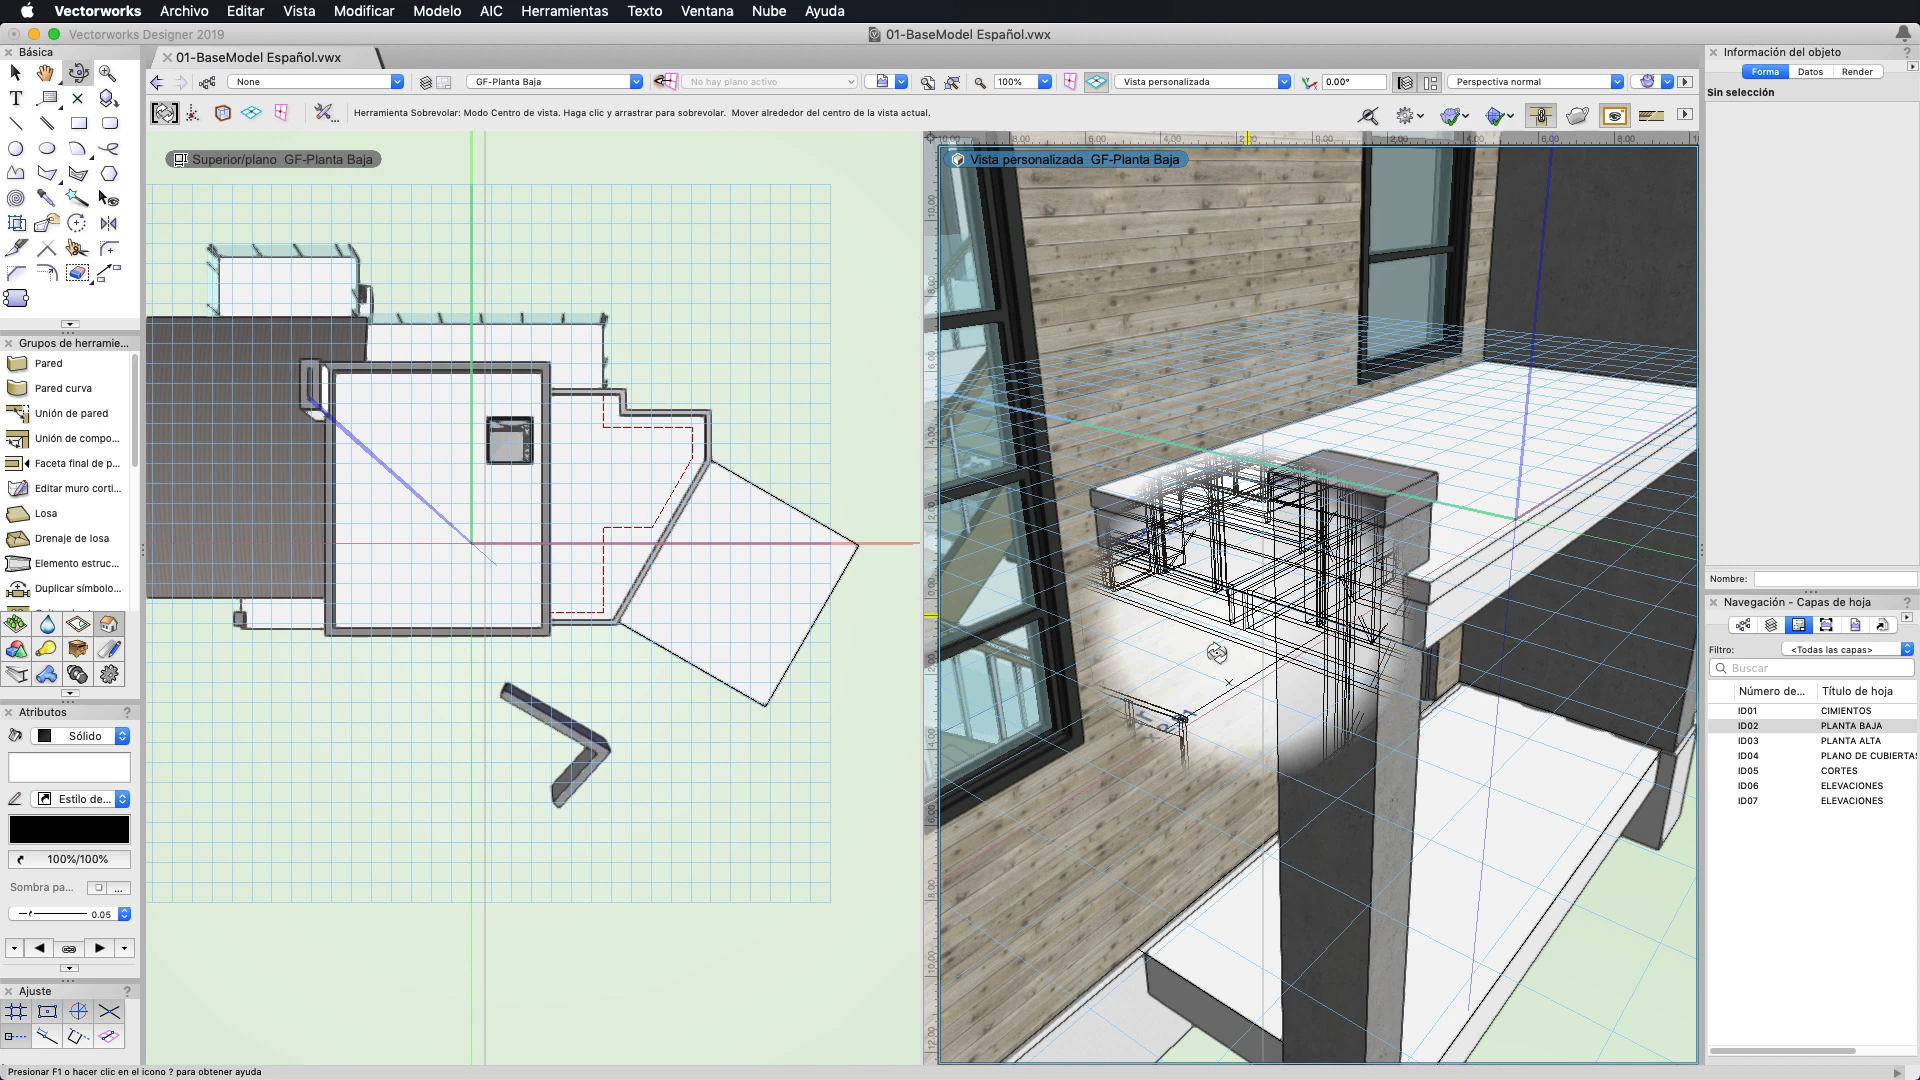 Vectorworks Archivo Editar Vista Modificar Modelo AIC Herramientas Texto Ventana Nube Ayuda
Vectorworks Designer 2019
01-BaseModel Español.vwx
Básica
01-BaseModel Español.vwx
None
GF-Planta Baja
No hay plano activo
100%
Vista personalizada
0.00°
Perspectiva normal
Herramienta Sobrevolar: Modo Centro de vista. Haga clic y arrastrar para sobrevolar. Mover alrededor del centro de la vista actual.
Superior/plano GF-Planta Baja
Vista personalizada GF-Planta Baja
Grupos de herramie...
Pared
Pared curva
Unión de pared
Unión de compo...
Faceta final de p...
Editar muro corti...
Losa
Drenaje de losa
Elemento estruc...
Duplicar símbolo...
Atributos
Sólido
Estilo de...
100%/100%
Sombra pa...
...
0.05
Ajuste
Presionar F1 o hacer clic en el icono ? para obtener ayuda
Información del objeto
Forma Datos Render
Sin selección
Nombre:
Navegación - Capas de hoja
Filtro: <Todas las capas>
Buscar
Número de... Título de hoja
ID01 CIMIENTOS
ID02 PLANTA BAJA
ID03 PLANTA ALTA
ID04 PLANO DE CUBIERTAS
ID05 CORTES
ID06 ELEVACIONES
ID07 ELEVACIONES